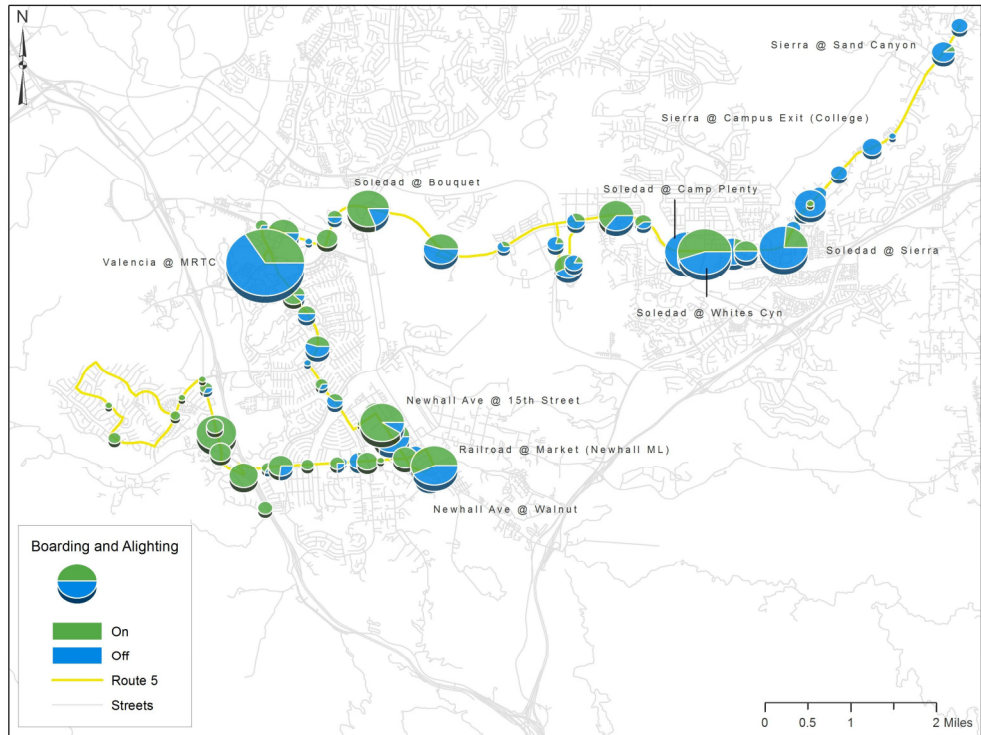 N
Sierra @ Sand Canyon
Sierra @ Campus Exit (College)
Soledad @ Bouquet
Soledad @ Camp Plenty
Valencia @ MRTC
Soledad @ Sierra
Soledad @ Whites Cyn
Newhall Ave @ 15th Street
Railroad @ Market (Newhall ML)
Newhall Ave @ Walnut
Boarding and Alighting
On
Off
Route 5
Streets
0 0.5 1 2 Miles